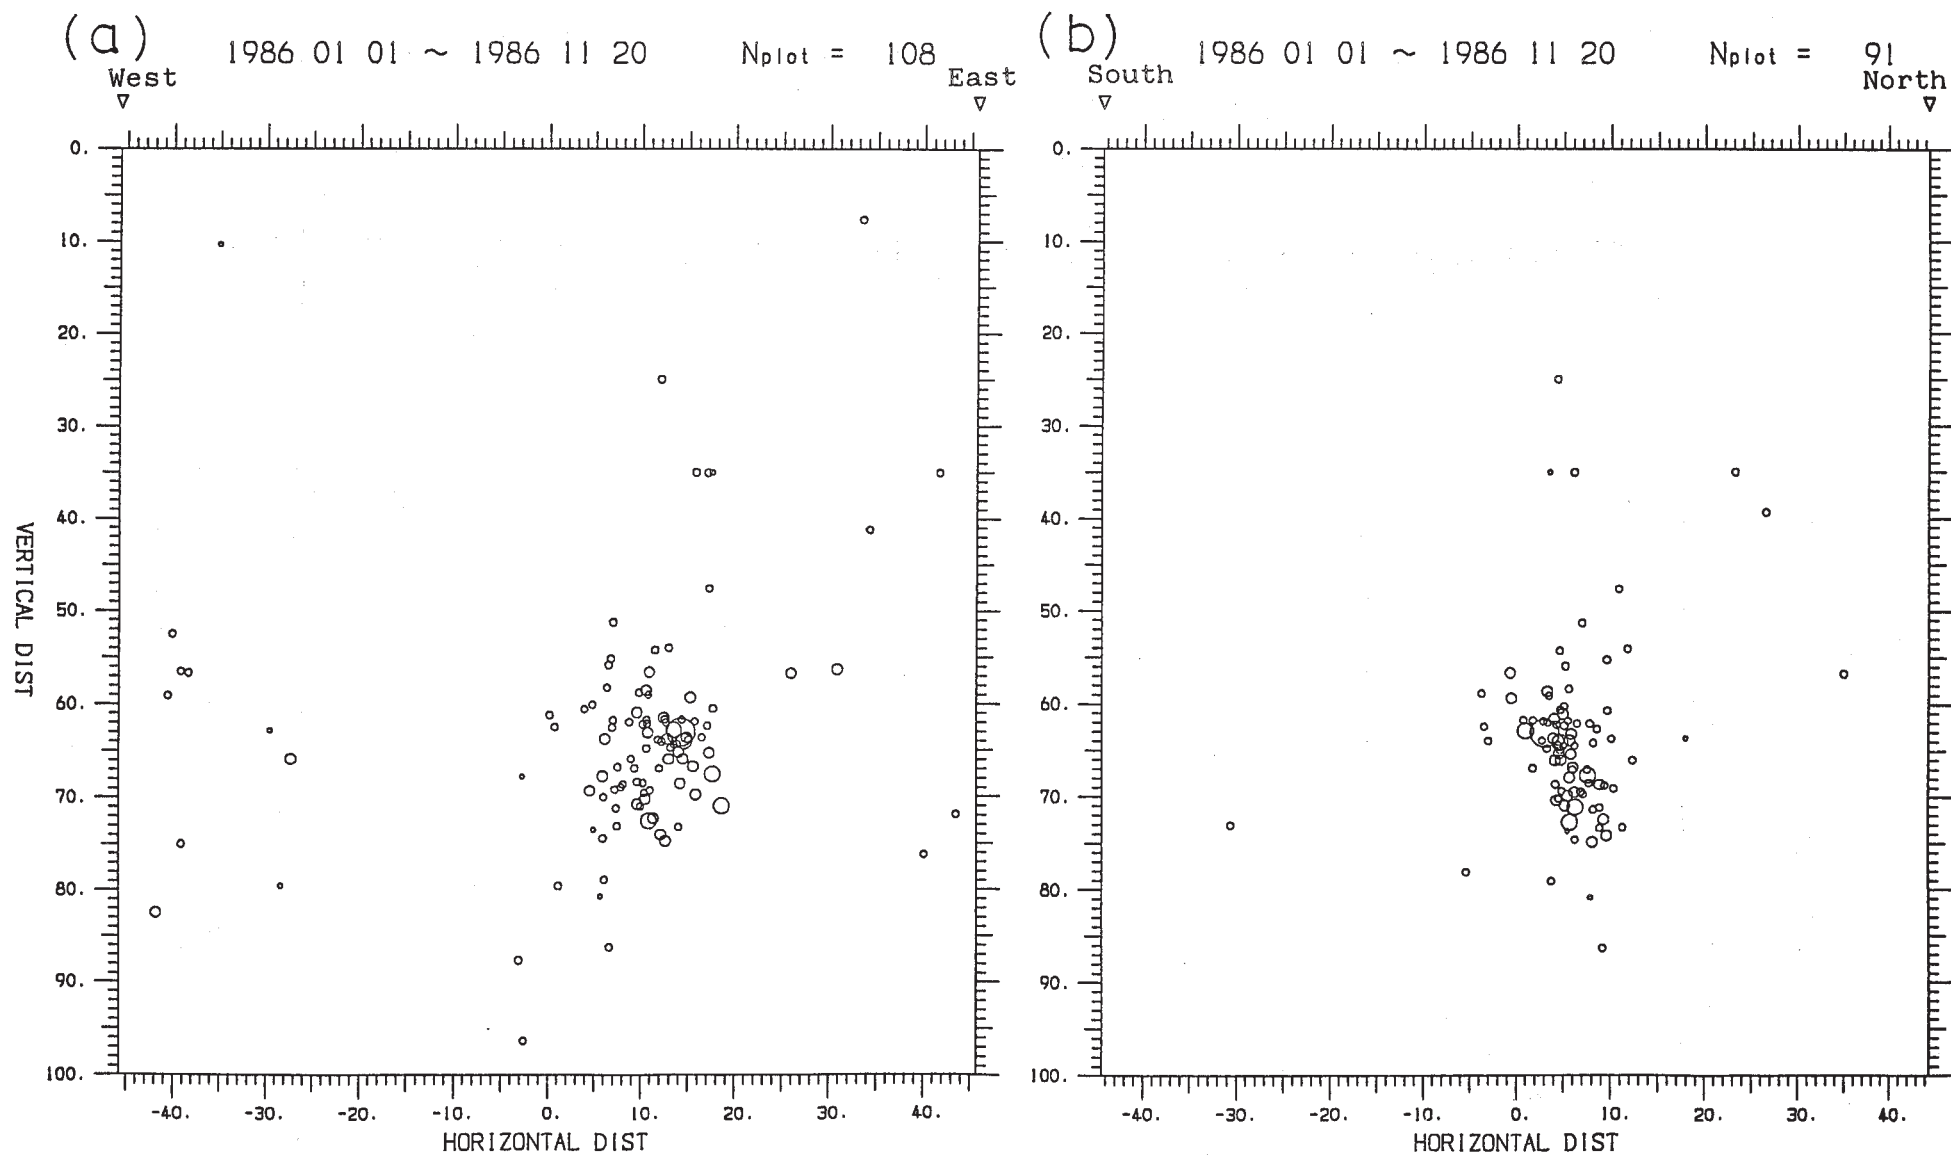 (a)
1986 01 01 ~ 1986 11 20 Nplot = 108
West East
0.
10.
20.
30.
40.
50.
60.
70.
80.
90.
100.
VERTICAL DIST
-40. -30. -20. -10. 0. 10. 20. 30. 40.
HORIZONTAL DIST
(b)
1986 01 01 ~ 1986 11 20 Nplot = 91
South North
0.
10.
20.
30.
40.
50.
60.
70.
80.
90.
100.
-40. -30. -20. -10. 0. 10. 20. 30. 40.
HORIZONTAL DIST